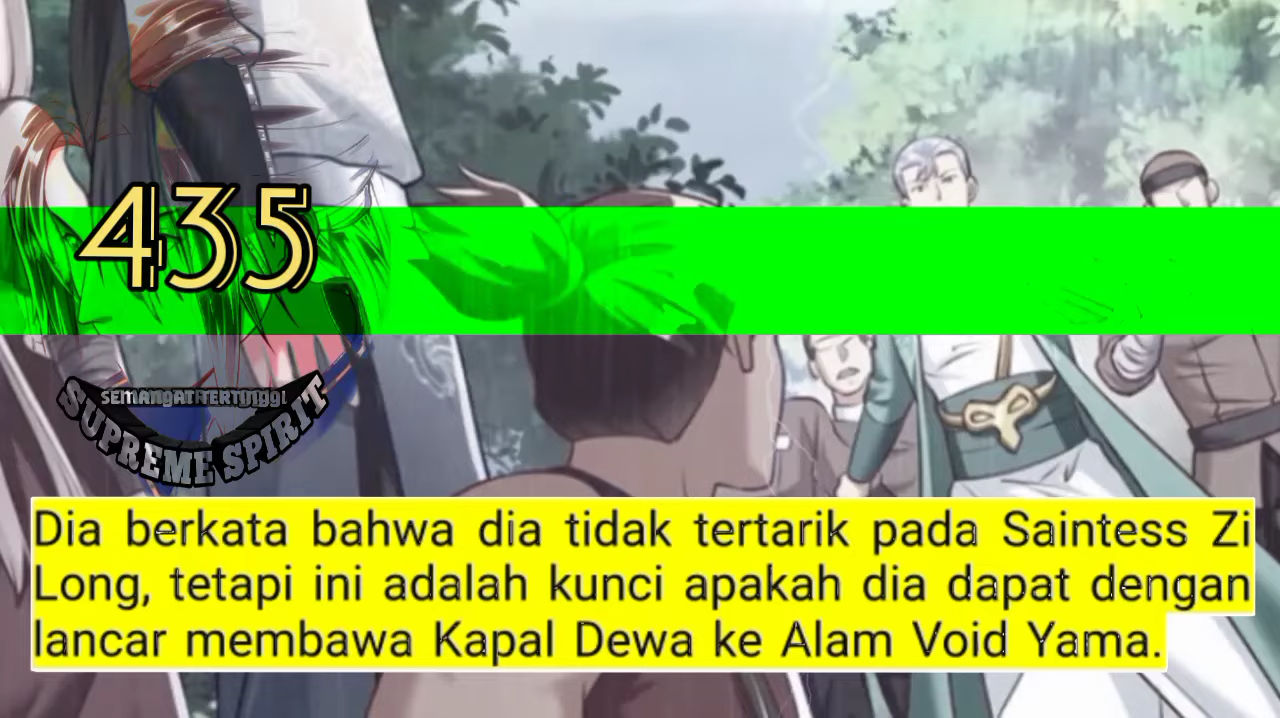 435
SEMANGAT TERTINGGI
SUPREME SPIRIT
Dia berkata bahwa dia tidak tertarik pada Saintess Zi
Long, tetapi ini adalah kunci apakah dia dapat dengan
lancar membawa Kapal Dewa ke Alam Void Yama.